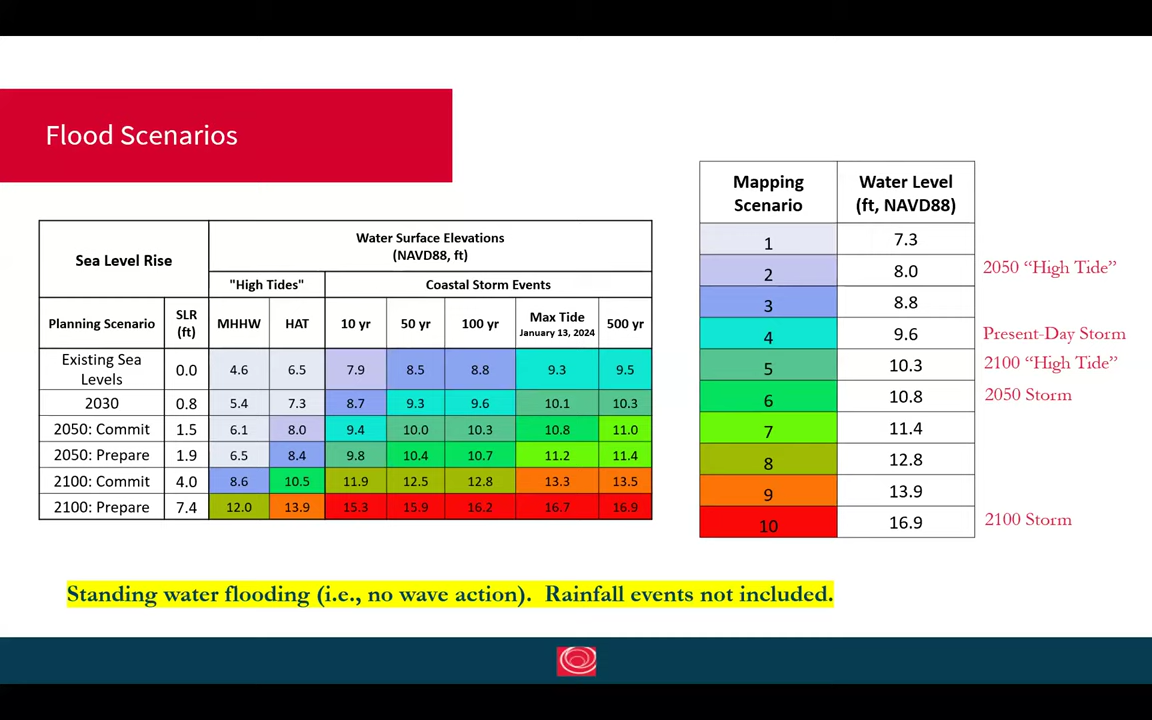 Flood Scenarios
Sea Level Rise
Water Surface Elevations
(NAVD88, ft)
"High Tides"
Coastal Storm Events
Planning Scenario SLR (ft) MHHW HAT 10 yr 50 yr 100 yr Max Tide January 13, 2024 500 yr
Existing Sea Levels 0.0 4.6 6.5 7.9 8.5 8.8 9.3 9.5
2030 0.8 5.4 7.3 8.7 9.3 9.6 10.1 10.3
2050: Commit 1.5 6.1 8.0 9.4 10.0 10.3 10.8 11.0
2050: Prepare 1.9 6.5 8.4 9.8 10.4 10.7 11.2 11.4
2100: Commit 4.0 8.6 10.5 11.9 12.5 12.8 13.3 13.5
2100: Prepare 7.4 12.0 13.9 15.3 15.9 16.2 16.7 16.9
Mapping Scenario Water Level (ft, NAVD88)
1 7.3
2 8.0 2050 “High Tide”
3 8.8
4 9.6 Present-Day Storm
5 10.3 2100 “High Tide”
6 10.8 2050 Storm
7 11.4
8 12.8
9 13.9
10 16.9 2100 Storm
Standing water flooding (i.e., no wave action). Rainfall events not included.